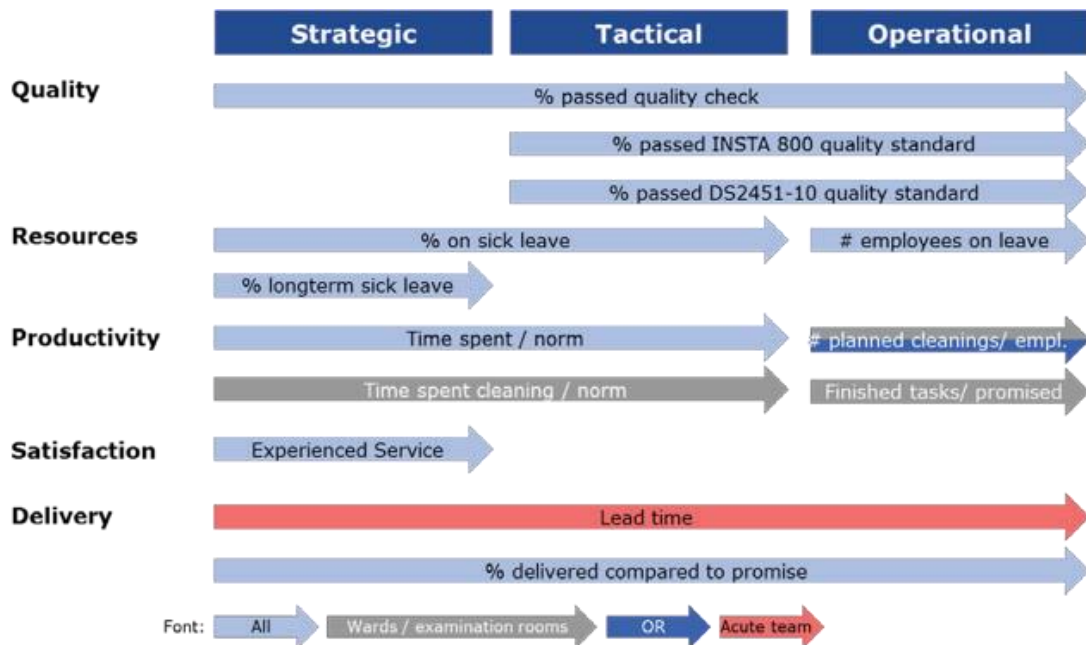 Strategic Tactical Operational
Quality
% passed quality check
% passed INSTA 800 quality standard
% passed DS2451-10 quality standard
Resources
% on sick leave
# employees on leave
% longterm sick leave
Productivity
Time spent / norm
# planned cleanings/ empl.
Time spent cleaning / norm
Finished tasks/ promised
Satisfaction
Experienced Service
Delivery
Lead time
% delivered compared to promise
Font: All Wards / examination rooms OR Acute team